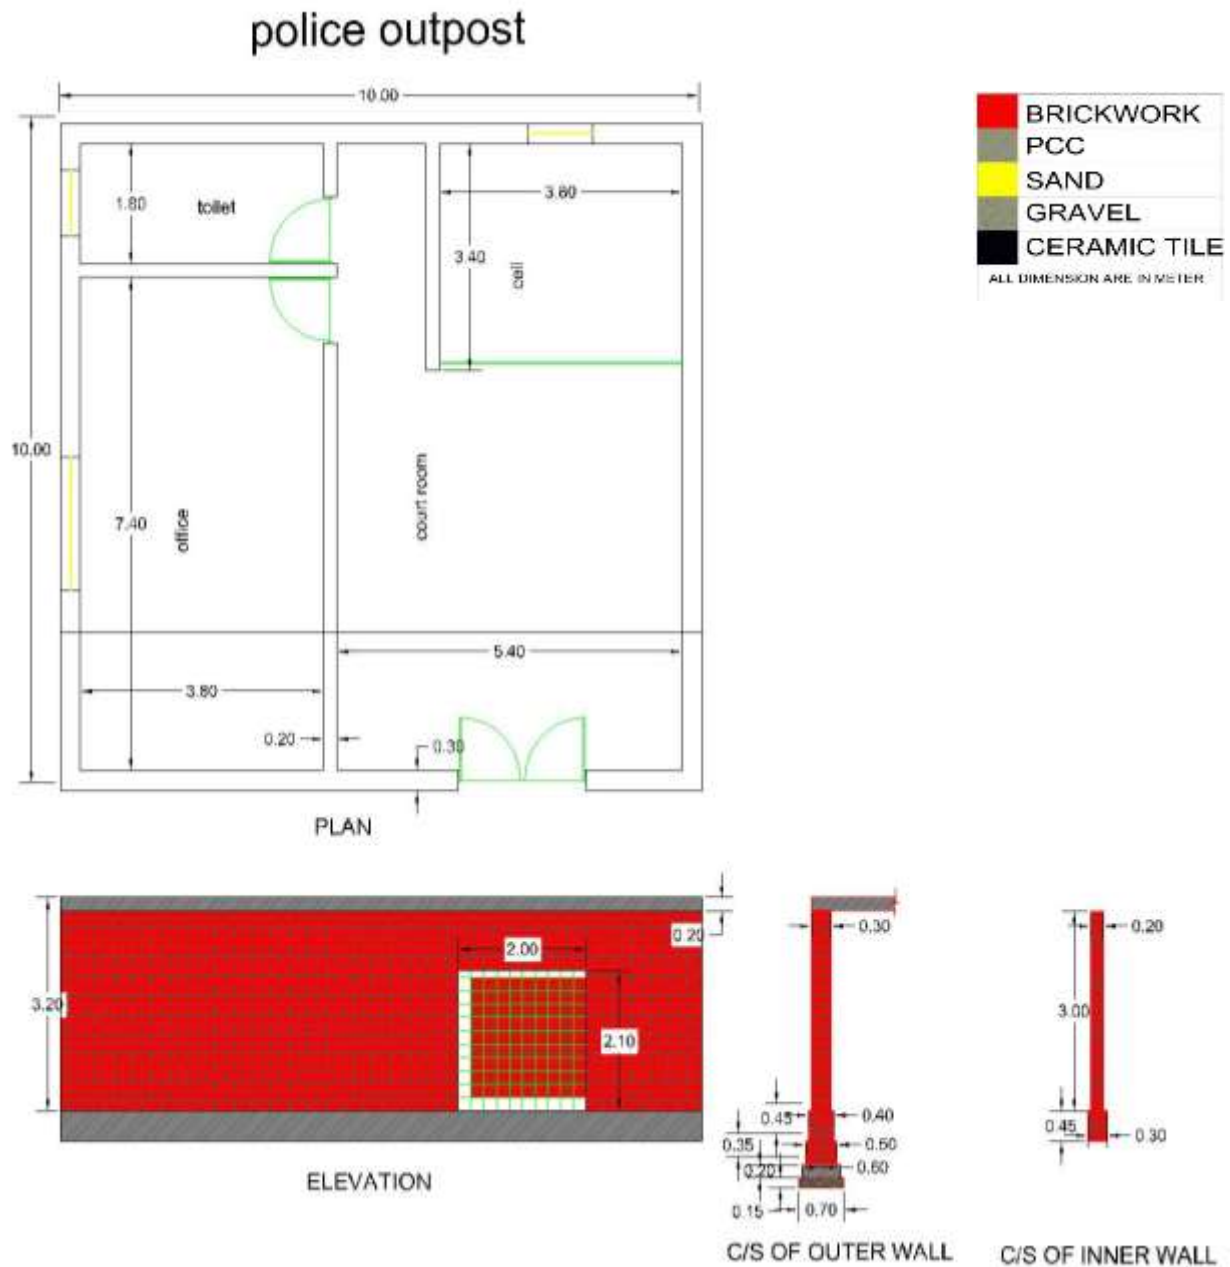 police outpost
10.00
BRICKWORK
PCC
SAND
GRAVEL
CERAMIC TILE
ALL DIMENSION ARE IN METER
1.80
toilet
3.80
3.40
cell
10.00
7.40
office
court room
5.40
3.80
0.20
0.30
PLAN
3.20
2.00
0.20
2.10
0.30
0.45
0.40
0.35
0.50
0.20
0.60
0.15
0.70
0.20
3.00
0.45
0.30
ELEVATION
C/S OF OUTER WALL
C/S OF INNER WALL